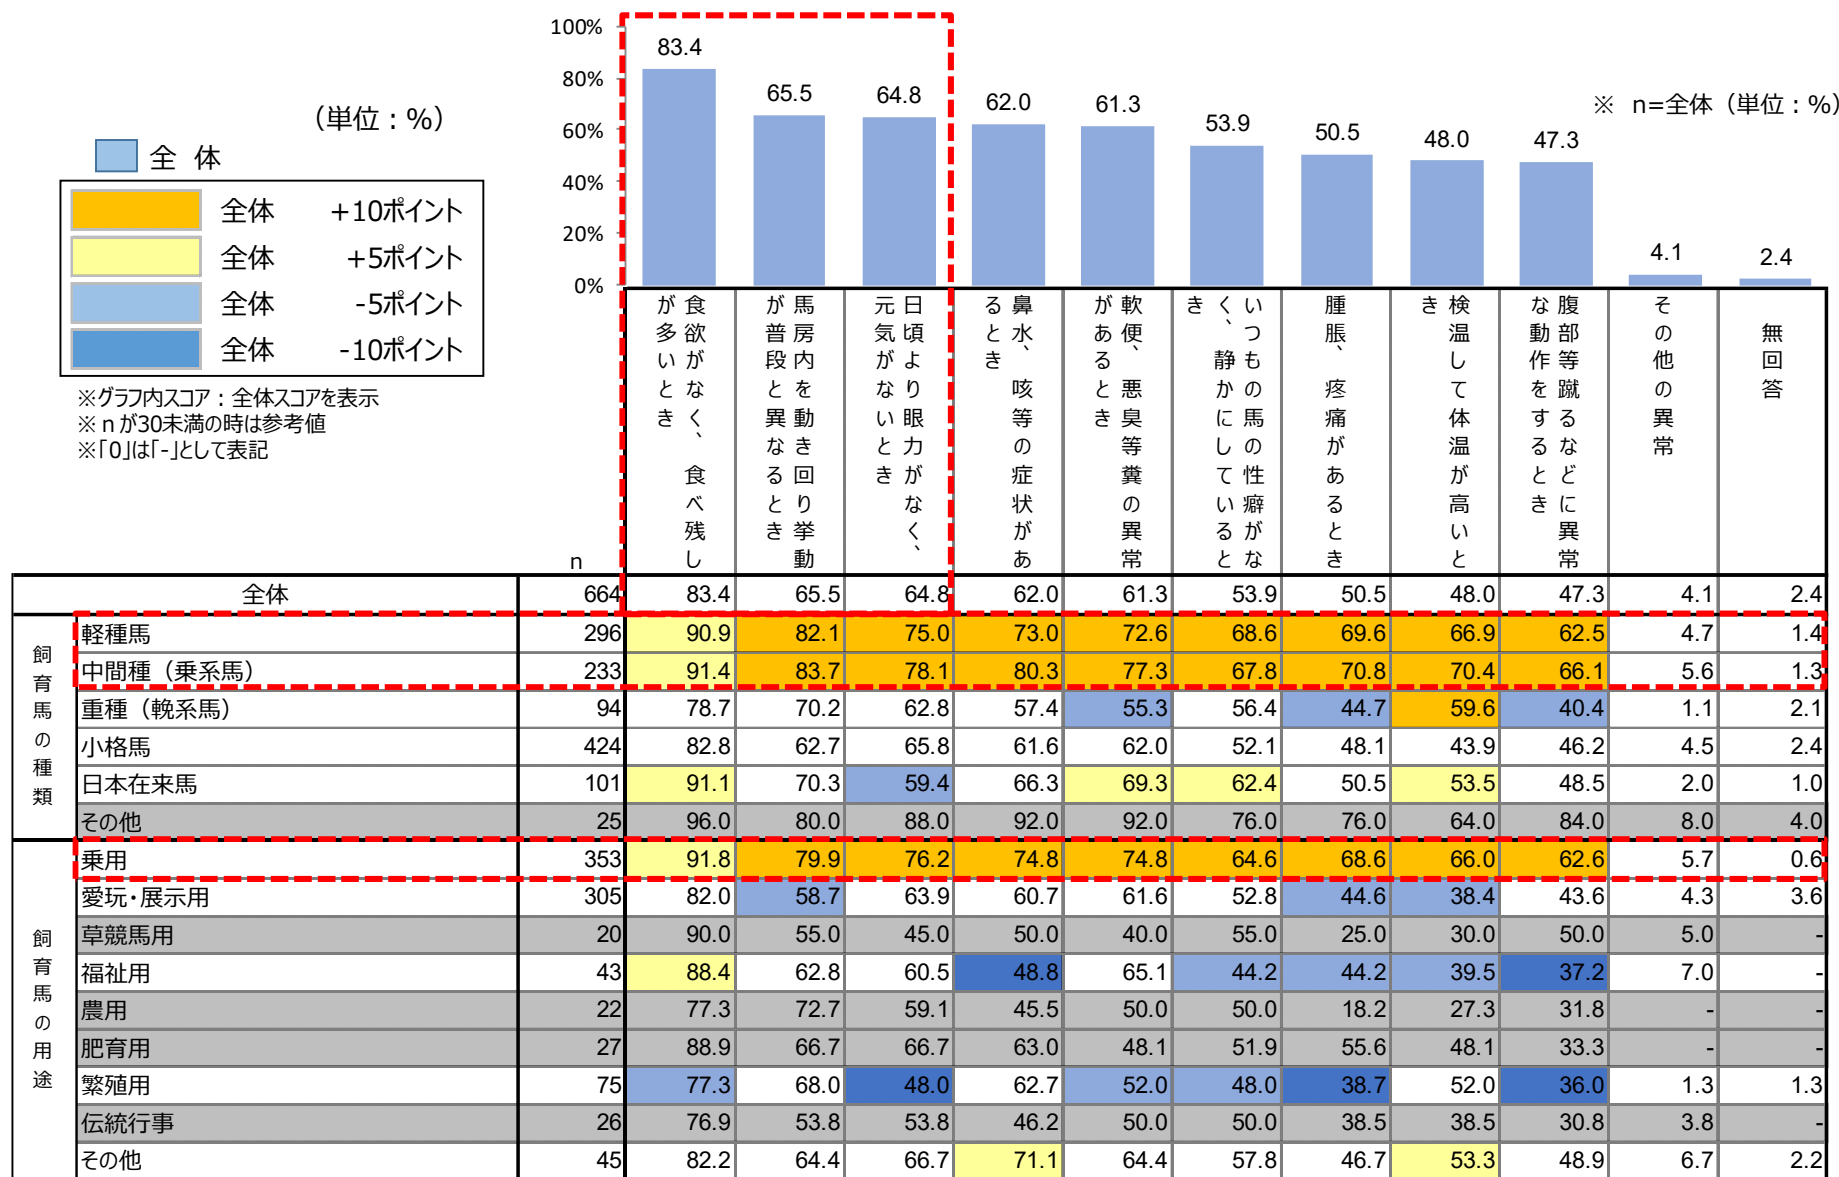 100%
80%
60%
40%
20%
0%
83.4
65.5
64.8
62.0
61.3
53.9
50.5
48.0
47.3
4.1
2.4
※ n=全体（単位：%）
（単位：%）
全 体
全体 +10ポイント
全体 +5ポイント
全体 -5ポイント
全体 -10ポイント
※グラフ内スコア：全体スコアを表示
※ｎが30未満の時は参考値
※「0」は「-」として表記
食欲がなく、食べ残し
が多いとき
馬房内を動き回り挙動
が普段と異なるとき
日頃より眼力がなく、
元気がないとき
鼻水、咳等の症状があ
るとき
軟便、悪臭等糞の異常
があるとき
いつもの馬の性癖がな
く、静かにしていると
き
腫脹、疼痛があるとき
検温して体温が高いと
き
腹部等蹴るなどに異常
な動作をするとき
その他の異常
無回答
n
全体 664 83.4 65.5 64.8 62.0 61.3 53.9 50.5 48.0 47.3 4.1 2.4
飼育馬の種類
軽種馬 296 90.9 82.1 75.0 73.0 72.6 68.6 69.6 66.9 62.5 4.7 1.4
中間種（乗系馬） 233 91.4 83.7 78.1 80.3 77.3 67.8 70.8 70.4 66.1 5.6 1.3
重種（輓系馬） 94 78.7 70.2 62.8 57.4 55.3 56.4 44.7 59.6 40.4 1.1 2.1
小格馬 424 82.8 62.7 65.8 61.6 62.0 52.1 48.1 43.9 46.2 4.5 2.4
日本在来馬 101 91.1 70.3 59.4 66.3 69.3 62.4 50.5 53.5 48.5 2.0 1.0
その他 25 96.0 80.0 88.0 92.0 92.0 76.0 76.0 64.0 84.0 8.0 4.0
飼育馬の用途
乗用 353 91.8 79.9 76.2 74.8 74.8 64.6 68.6 66.0 62.6 5.7 0.6
愛玩・展示用 305 82.0 58.7 63.9 60.7 61.6 52.8 44.6 38.4 43.6 4.3 3.6
草競馬用 20 90.0 55.0 45.0 50.0 40.0 55.0 25.0 30.0 50.0 5.0 -
福祉用 43 88.4 62.8 60.5 48.8 65.1 44.2 44.2 39.5 37.2 7.0 -
農用 22 77.3 72.7 59.1 45.5 50.0 50.0 18.2 27.3 31.8 - -
肥育用 27 88.9 66.7 66.7 63.0 48.1 51.9 55.6 48.1 33.3 - -
繁殖用 75 77.3 68.0 48.0 62.7 52.0 48.0 38.7 52.0 36.0 1.3 1.3
伝統行事 26 76.9 53.8 53.8 46.2 50.0 50.0 38.5 38.5 30.8 3.8 -
その他 45 82.2 64.4 66.7 71.1 64.4 57.8 46.7 53.3 48.9 6.7 2.2